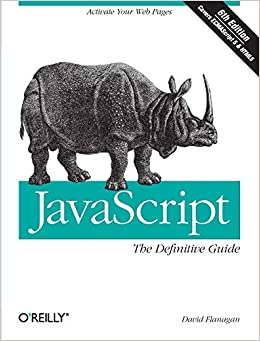 Activate Your Web Pages
6th Edition
Covers ECMAScript 5 & HTML5
JavaScript
The Definitive Guide
O'REILLY®
David Flanagan